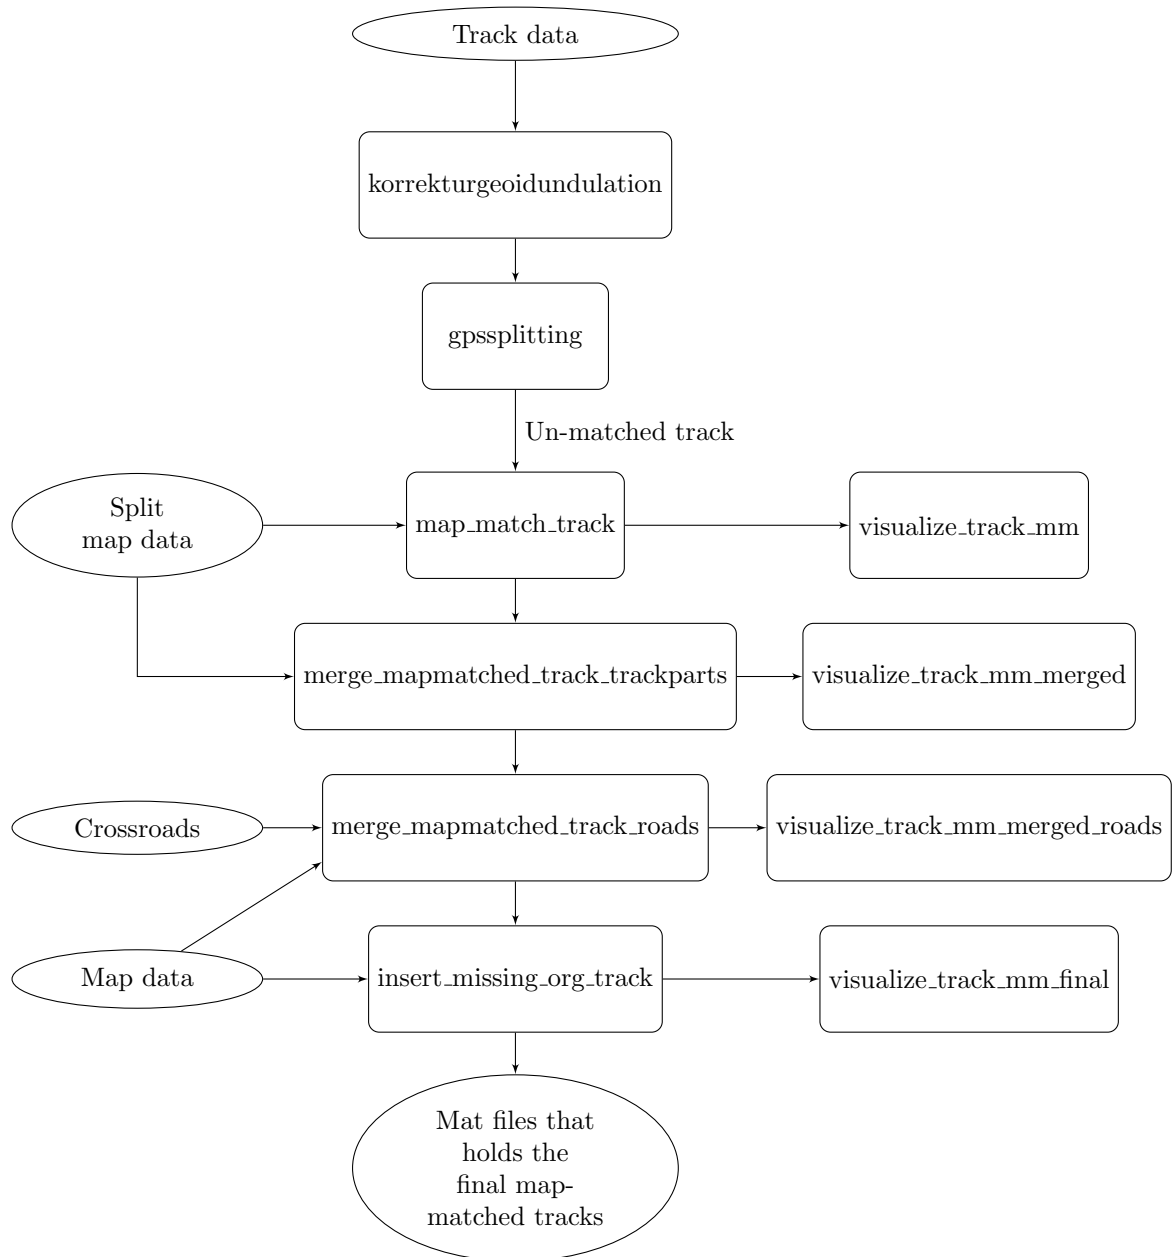 Track data
korrekturgeoidundulation
gpssplitting
Un-matched track
Split
map data
map_match_track
visualize_track_mm
merge_mapmatched_track_trackparts
visualize_track_mm_merged
Crossroads
merge_mapmatched_track_roads
visualize_track_mm_merged_roads
Map data
insert_missing_org_track
visualize_track_mm_final
Mat files that
holds the
final map-
matched tracks